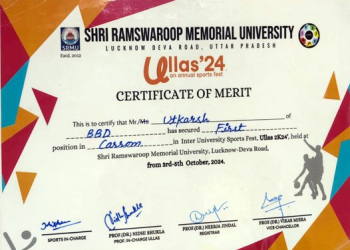 SHRI RAMSWAROOP MEMORIAL UNIVERSITY
SRMU
Estd. 2012
LUCKNOW DEVA ROAD, UTTAR PRADESH
Ullas'24
an annual sports fest
CERTIFICATE OF MERIT
This is to certify that Mr./Ms Utkarsh
BBD has secured First
position in Carrom in Inter University Sports Fest, Ullas 2K24', held at
Shri Ramswaroop Memorial University, Lucknow-Deva Road,
from 3rd-5th October, 2024.
SPORTS IN-CHARGE
PROF.(DR.) NIDHI SHUKLA
PROF. IN-CHARGE ULLAS
PROF.(DR.) NEERJA JINDAL
REGISTRAR
PROF.(DR.) VIKAS MISRA
VICE-CHANCELLOR